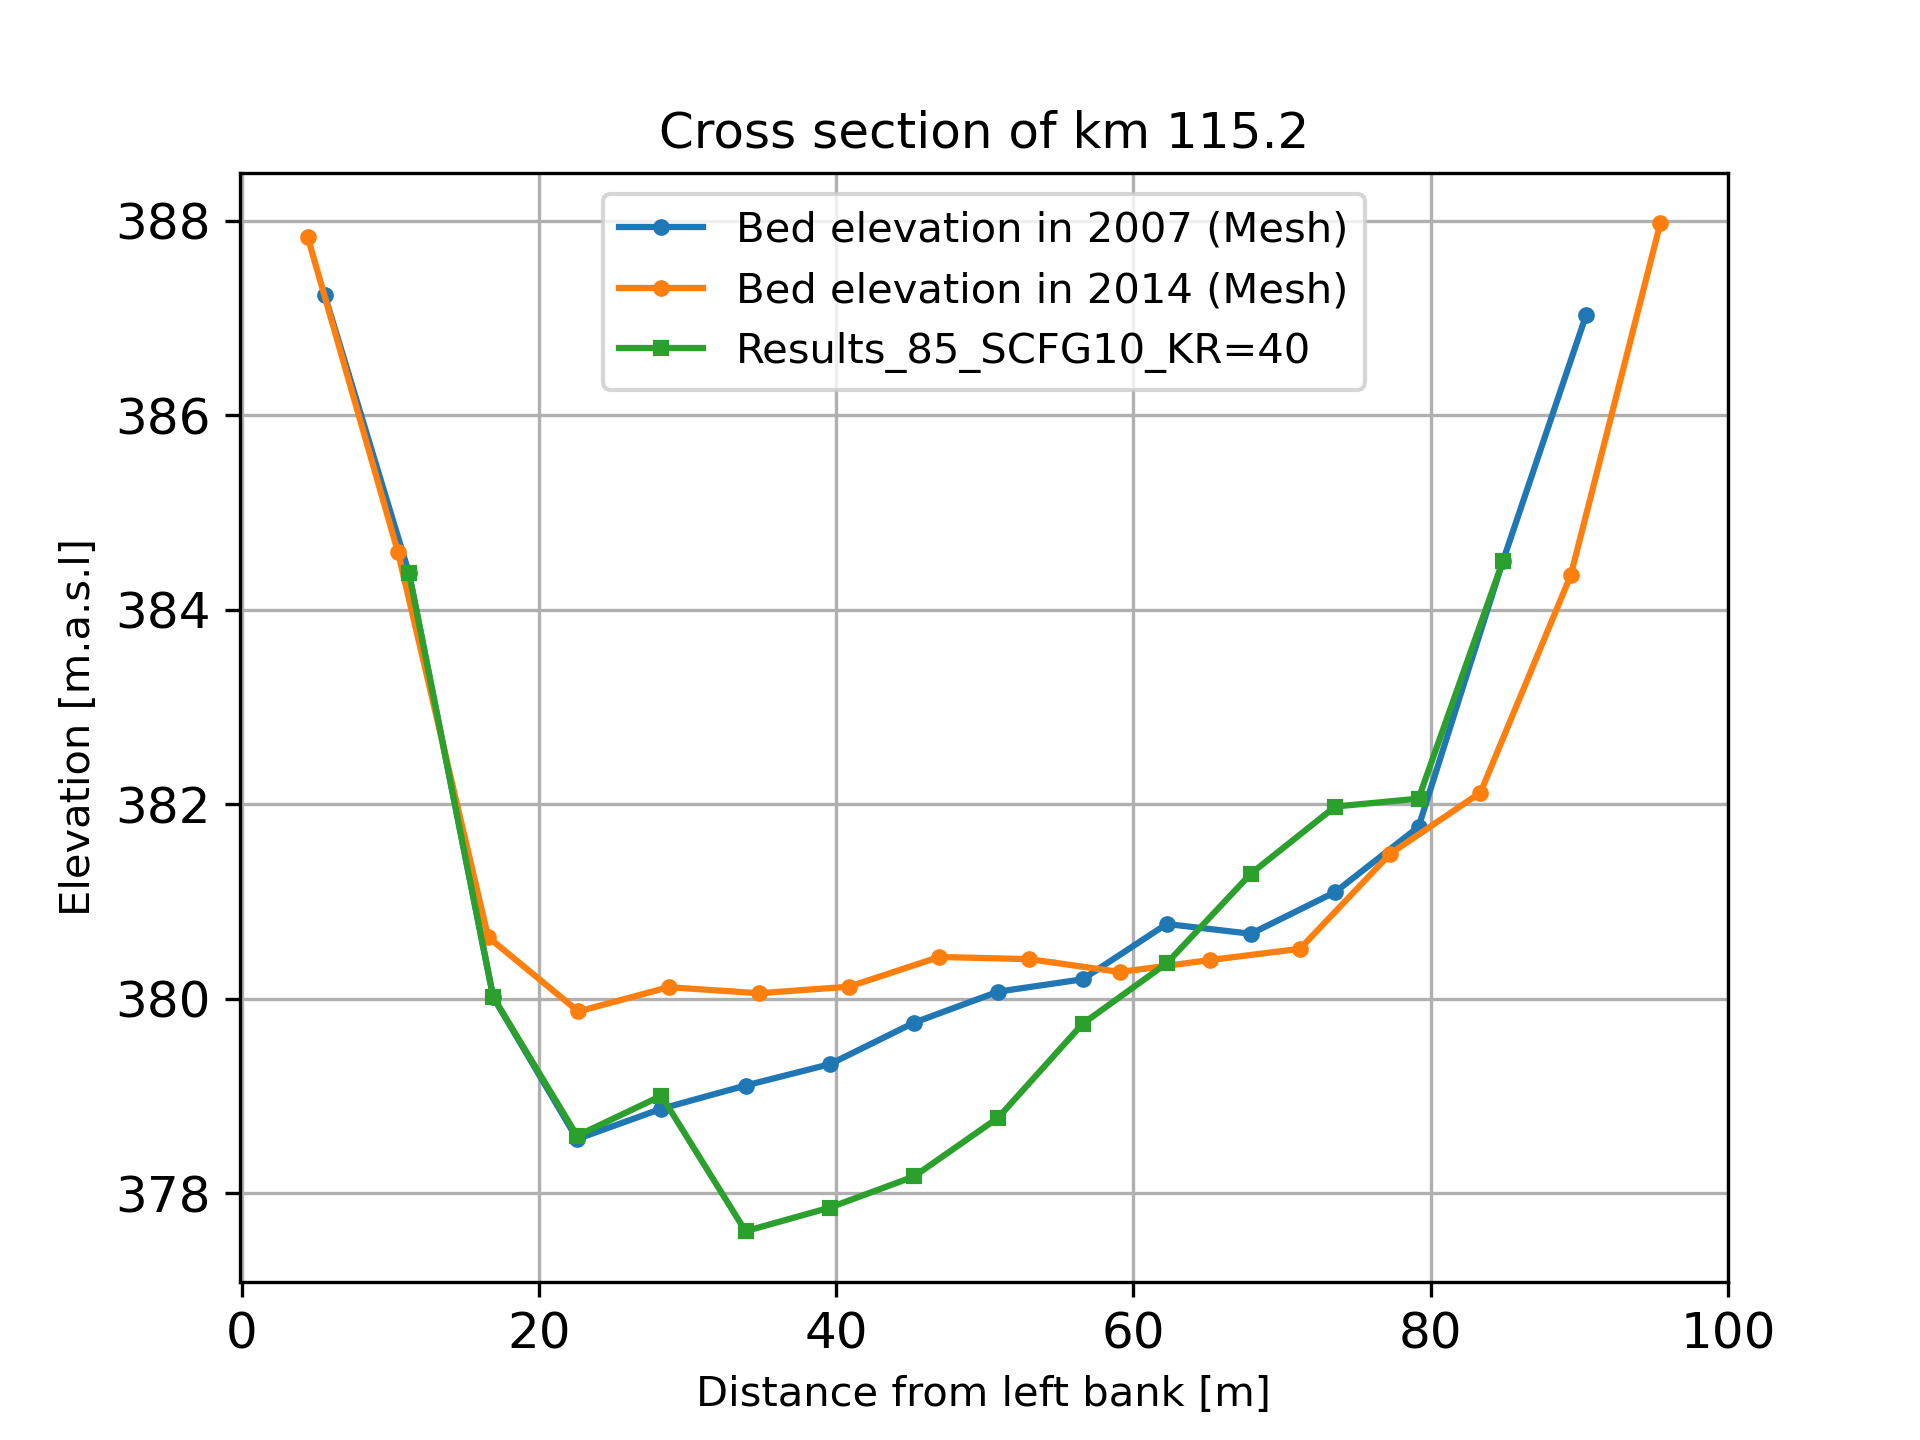 Cross section of km 115.2
Bed elevation in 2007 (Mesh)
Bed elevation in 2014 (Mesh)
Results_85_SCFG10_KR=40
388
386
384
382
380
378
Elevation [m.a.s.l]
0 20 40 60 80 100
Distance from left bank [m]